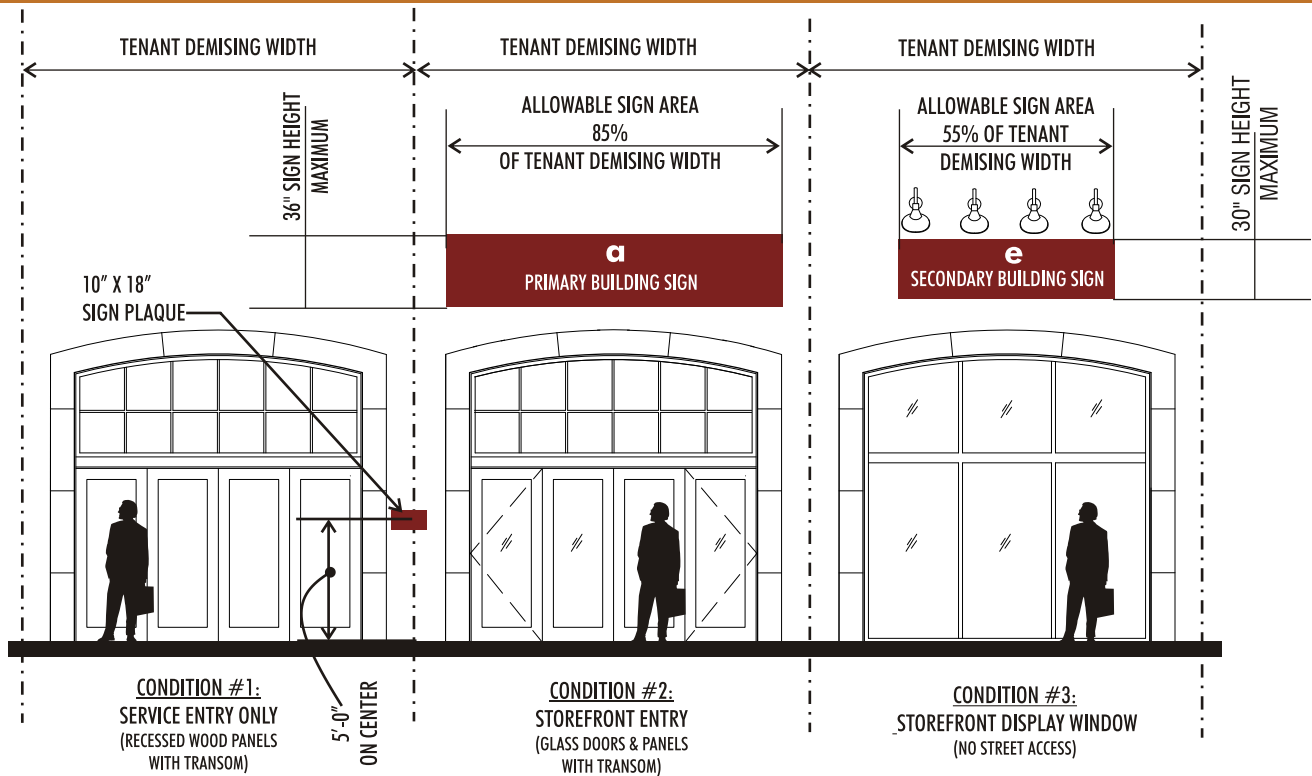 TENANT DEMISING WIDTH
TENANT DEMISING WIDTH
TENANT DEMISING WIDTH
36" SIGN HEIGHT
MAXIMUM
ALLOWABLE SIGN AREA
85%
OF TENANT DEMISING WIDTH
ALLOWABLE SIGN AREA
55% OF TENANT
DEMISING WIDTH
30" SIGN HEIGHT
MAXIMUM
a
PRIMARY BUILDING SIGN
e
SECONDARY BUILDING SIGN
10" X 18"
SIGN PLAQUE
5'-0"
ON CENTER
CONDITION #1:
SERVICE ENTRY ONLY
(RECESSED WOOD PANELS
WITH TRANSOM)
CONDITION #2:
STOREFRONT ENTRY
(GLASS DOORS & PANELS
WITH TRANSOM)
CONDITION #3:
STOREFRONT DISPLAY WINDOW
(NO STREET ACCESS)